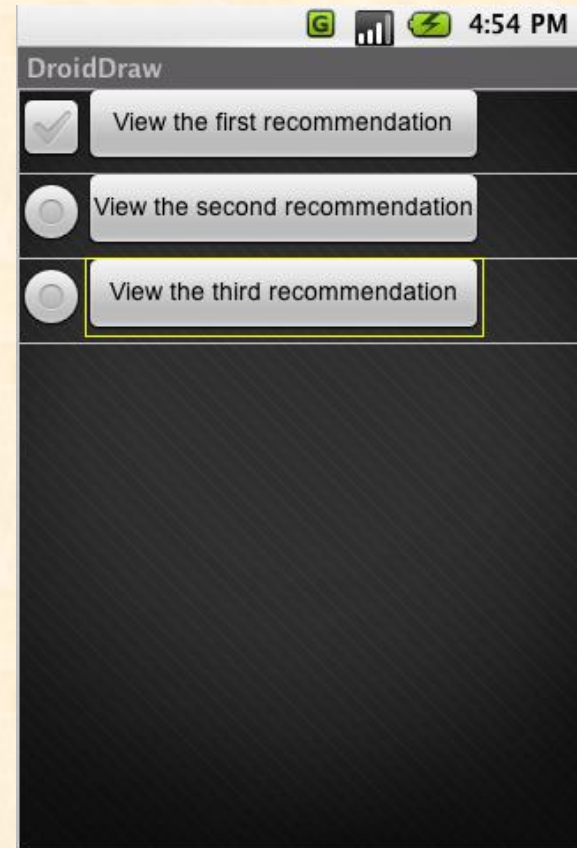 G 4:54 PM
DroidDraw
View the first recommendation
View the second recommendation
View the third recommendation